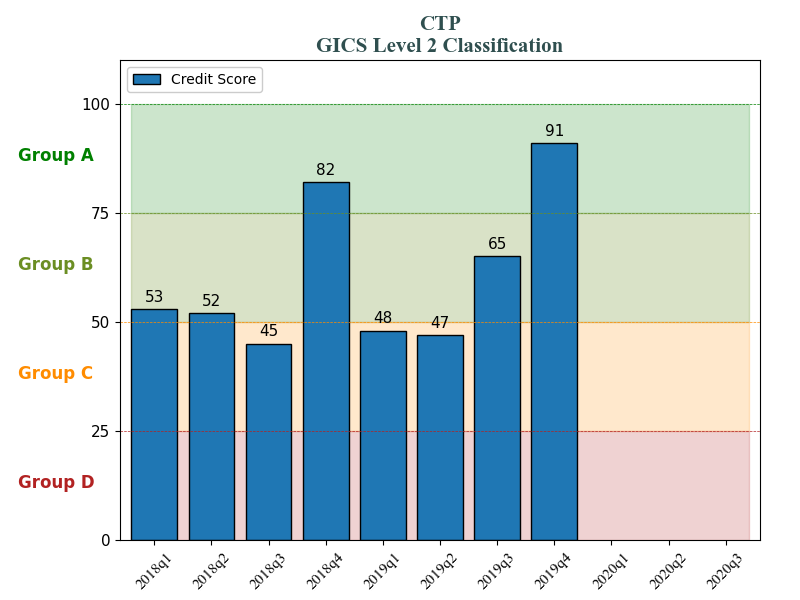 CTP
GICS Level 2 Classification
Credit Score
100
Group A
75
Group B
50
Group C
25
Group D
0
53
52
45
82
48
47
65
91
2018q1
2018q2
2018q3
2018q4
2019q1
2019q2
2019q3
2019q4
2020q1
2020q2
2020q3